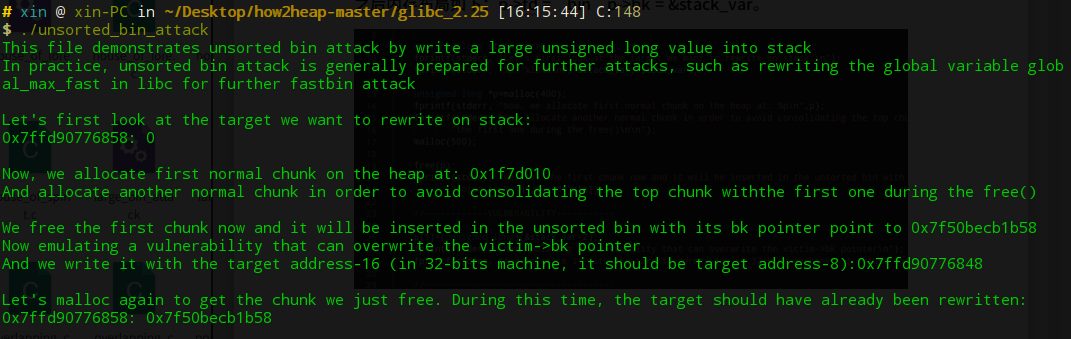 # xin @ xin-PC in ~/Desktop/how2heap-master/glibc_2.25 [16:15:44] C:148
$ ./unsorted_bin_attack
This file demonstrates unsorted bin attack by write a large unsigned long value into stack
In practice, unsorted bin attack is generally prepared for further attacks, such as rewriting the global variable glob
al_max_fast in libc for further fastbin attack
Let's first look at the target we want to rewrite on stack:
0x7ffd90776858: 0
Now, we allocate first normal chunk on the heap at: 0x1f7d010
And allocate another normal chunk in order to avoid consolidating the top chunk withthe first one during the free()
We free the first chunk now and it will be inserted in the unsorted bin with its bk pointer point to 0x7f50becb1b58
Now emulating a vulnerability that can overwrite the victim->bk pointer
And we write it with the target address-16 (in 32-bits machine, it should be target address-8):0x7ffd90776848
Let's malloc again to get the chunk we just free. During this time, the target should have already been rewritten:
0x7ffd90776858: 0x7f50becb1b58